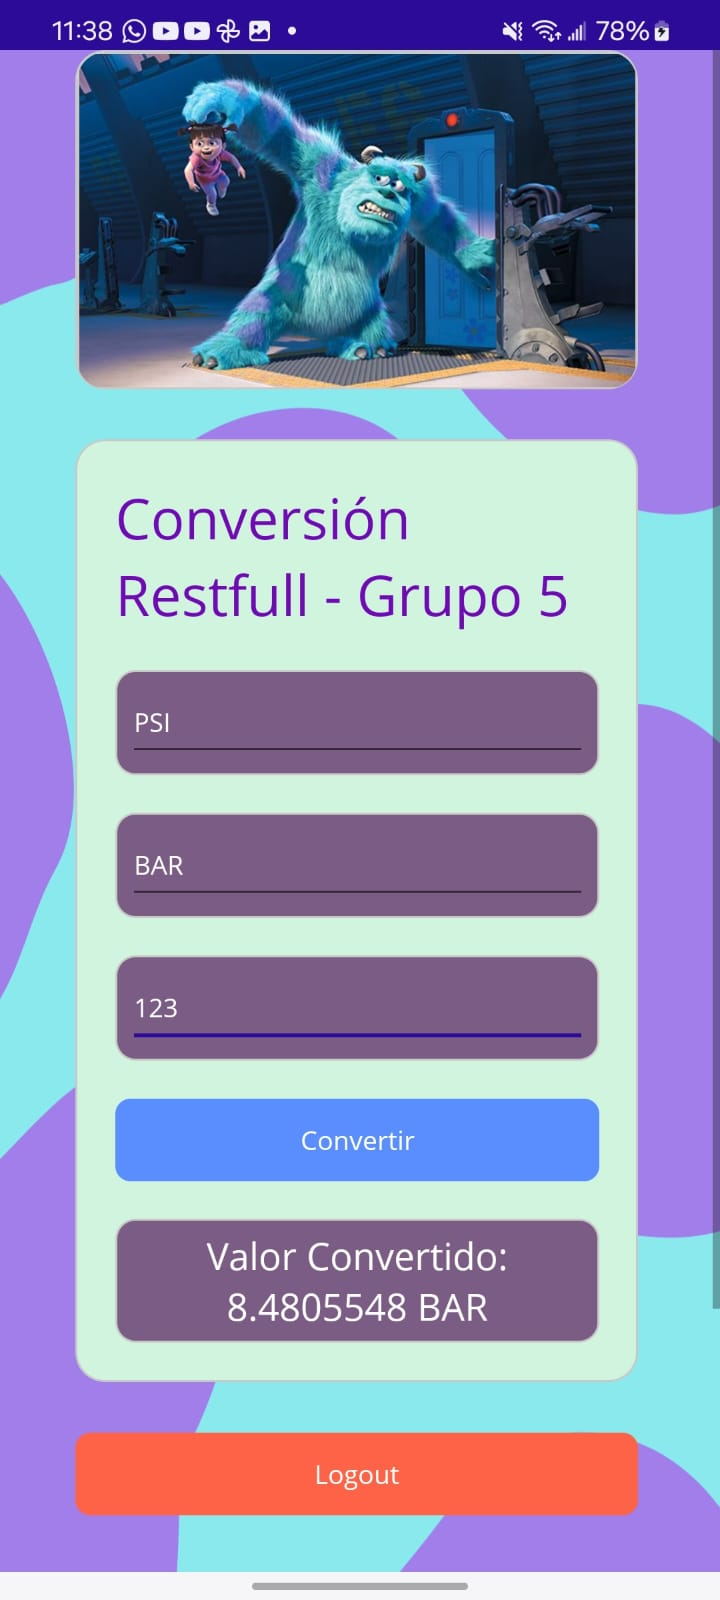 11:38
78%
Conversión
Restfull - Grupo 5
PSI
BAR
123
Convertir
Valor Convertido:
8.4805548 BAR
Logout